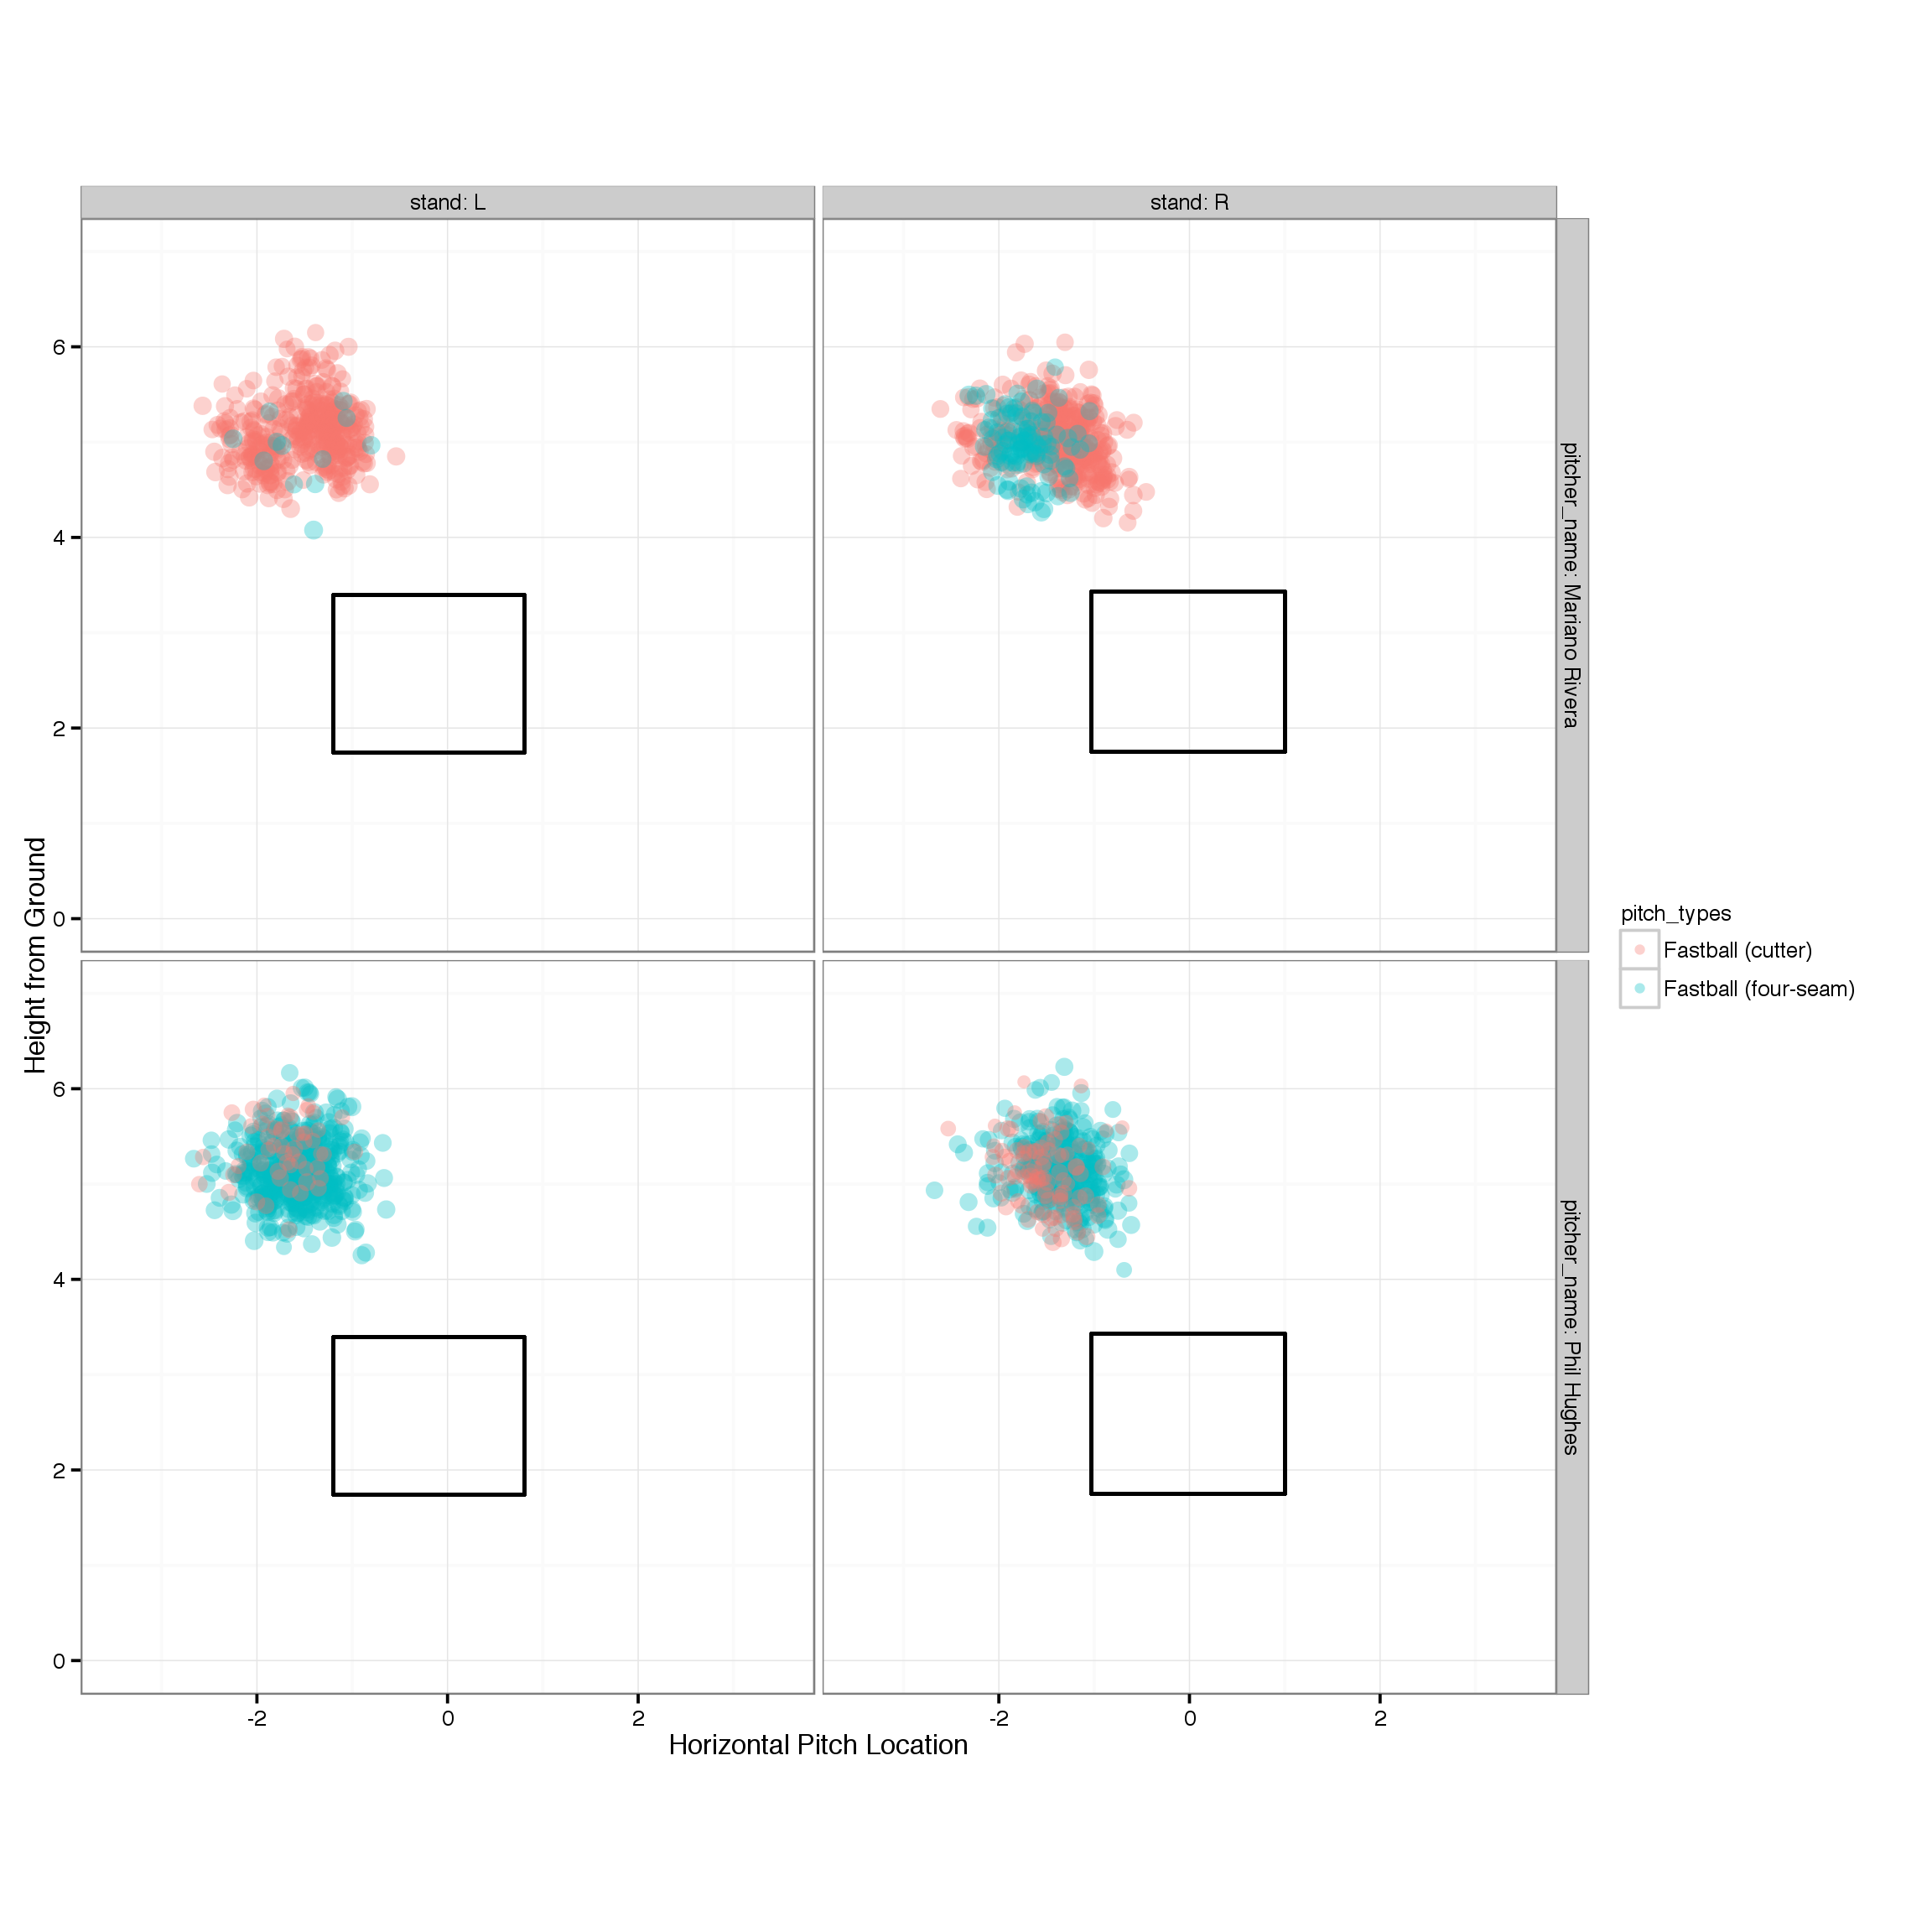 stand: L
stand: R
6
4
2
0
pitcher_name: Mariano Rivera
Height from Ground
6
4
2
0
pitcher_name: Phil Hughes
-2
0
2
-2
0
2
Horizontal Pitch Location
pitch_types
Fastball (cutter)
Fastball (four-seam)